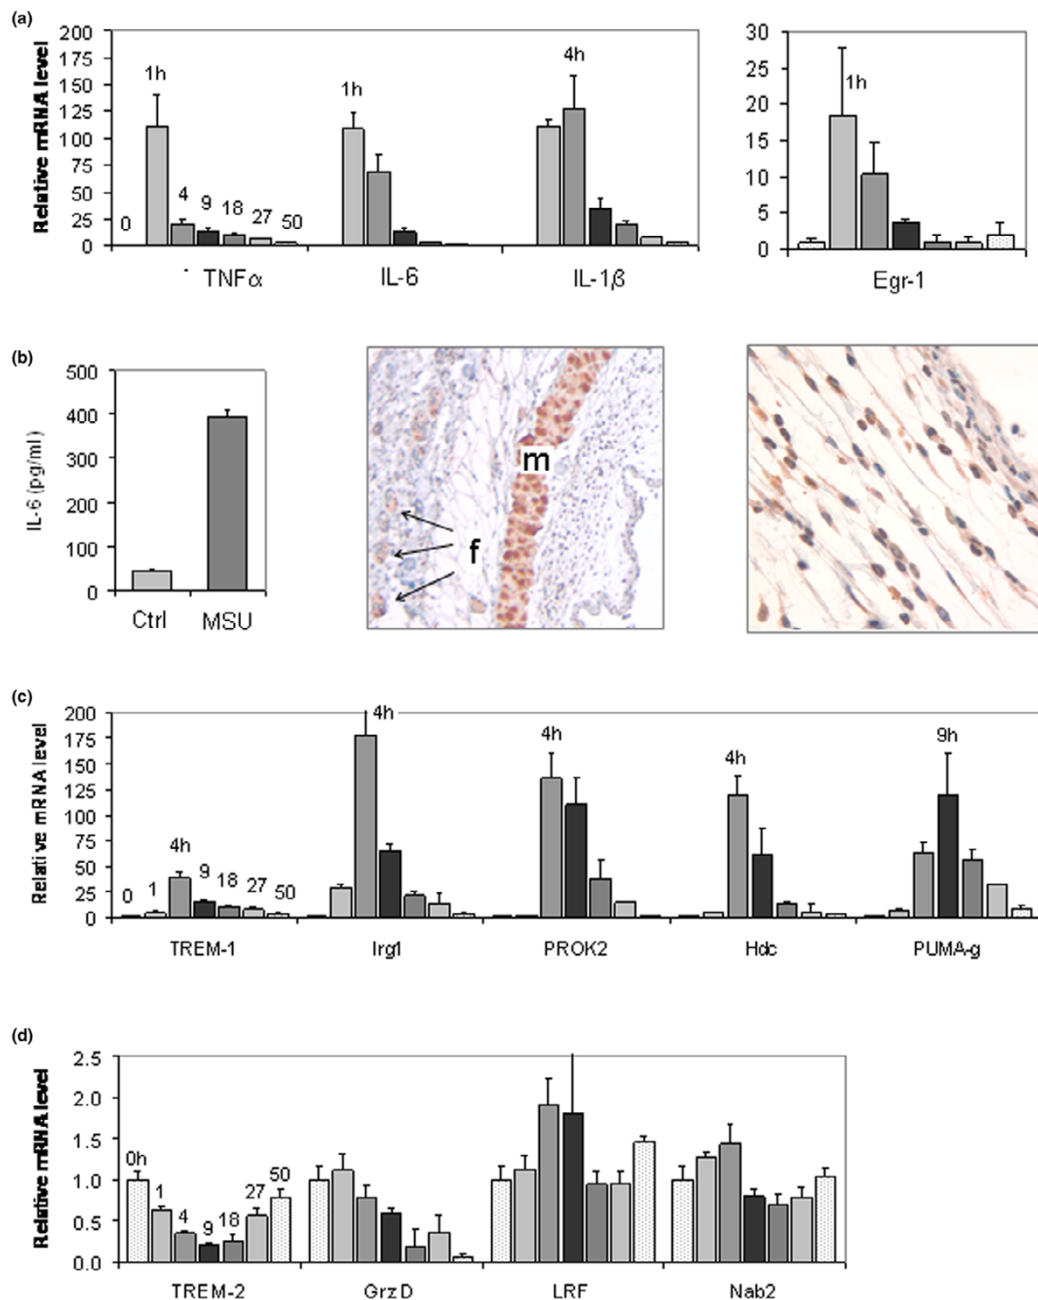 (a)
Relative mRNA level
200
175
150
125
100
75
50
25
0
0
1h
4
9
18
27
50
1h
4h
TNFα
IL-6
IL-1β
30
25
20
15
10
5
0
1h
Egr-1
(b)
IL-6 (pg/ml)
500
400
300
200
100
0
Ctrl
MSU
m
f
(c)
Relative mRNA level
200
175
150
125
100
75
50
25
0
0
1
4h
9
18
27
50
4h
4h
4h
9h
TREM-1
Irg1
PROK2
Hdc
PUMA-g
(d)
Relative mRNA level
2.5
2.0
1.5
1.0
0.5
0.0
0h
1
4
9
18
27
50
TREM-2
Grz D
LRF
Nab2